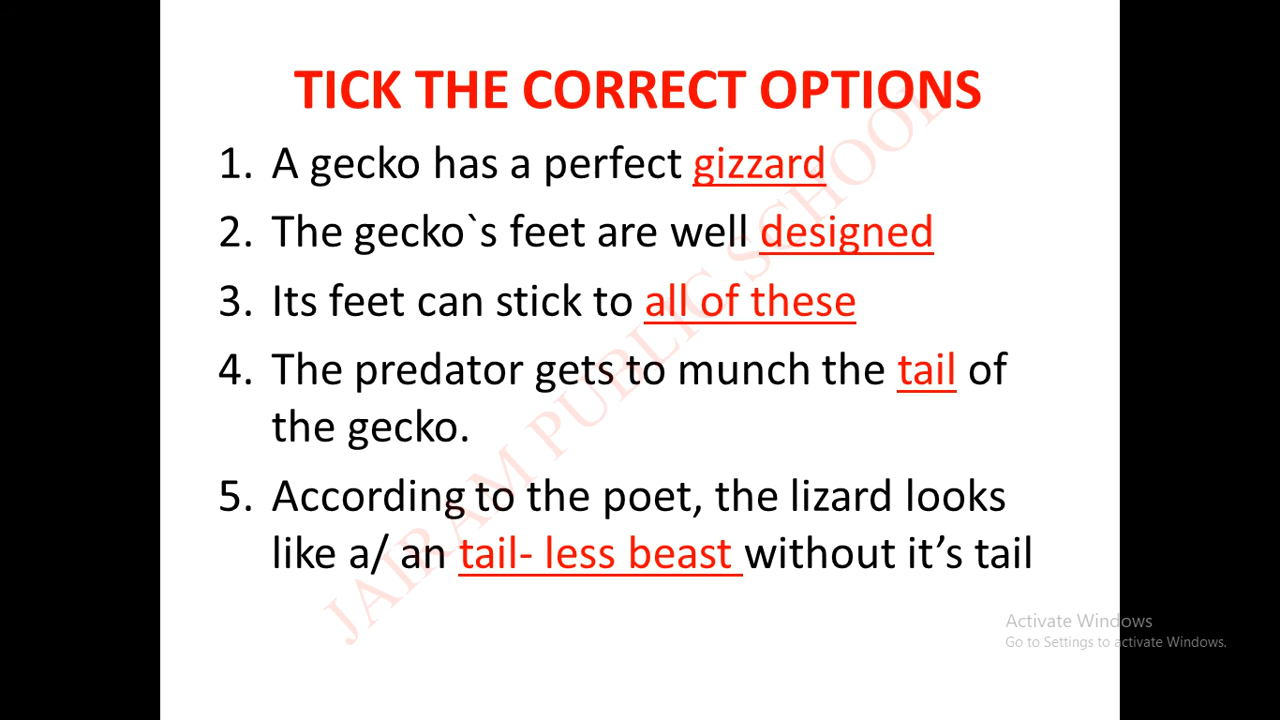 TICK THE CORRECT OPTIONS
1. A gecko has a perfect gizzard
2. The gecko`s feet are well designed
3. Its feet can stick to all of these
4. The predator gets to munch the tail of
the gecko.
5. According to the poet, the lizard looks
like a/ an tail- less beast without it’s tail
JAIRAM PUBLIC SCHOOL
Activate Windows
Go to Settings to activate Windows.